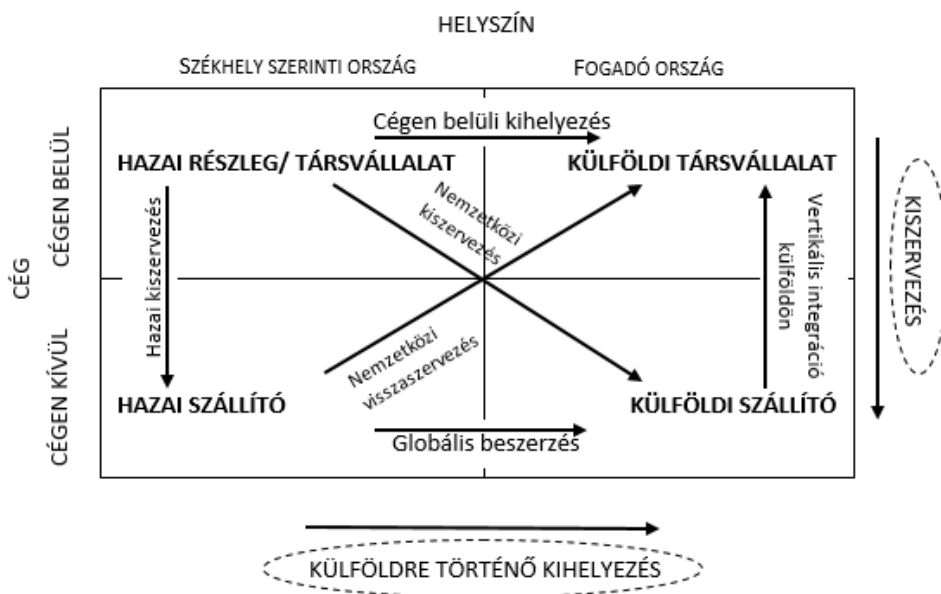 HELYSZÍN
SZÉKHELY SZERINTI ORSZÁG
FOGADÓ ORSZÁG
CÉG
CÉGEN BELÜL
CÉGEN KÍVÜL
Cégen belüli kihelyezés
HAZAI RÉSZLEG/ TÁRSVÁLLALAT
KÜLFÖLDI TÁRSVÁLLALAT
Hazai kiszervezés
Nemzetközi
kiszervezés
Nemzetközi
visszaszervezés
Vertikális integráció
külföldön
KISZERVEZÉS
HAZAI SZÁLLÍTÓ
KÜLFÖLDI SZÁLLÍTÓ
Globális beszerzés
KÜLFÖLDRE TÖRTÉNŐ KIHELYEZÉS